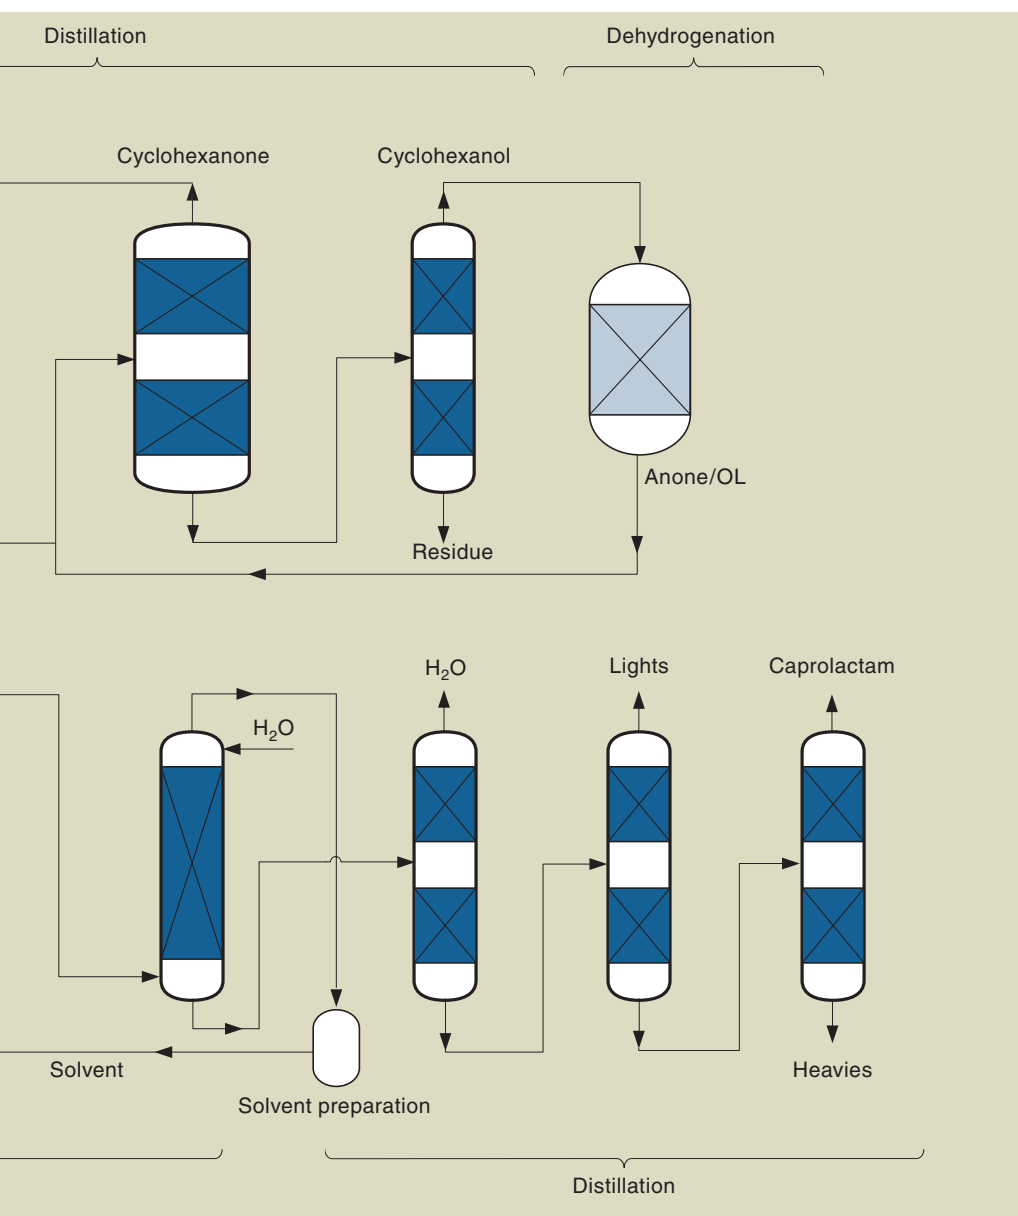 Distillation
Dehydrogenation
Cyclohexanone
Cyclohexanol
Anone/OL
Residue
H₂O
Lights
Caprolactam
H₂O
Solvent
Heavies
Solvent preparation
Distillation